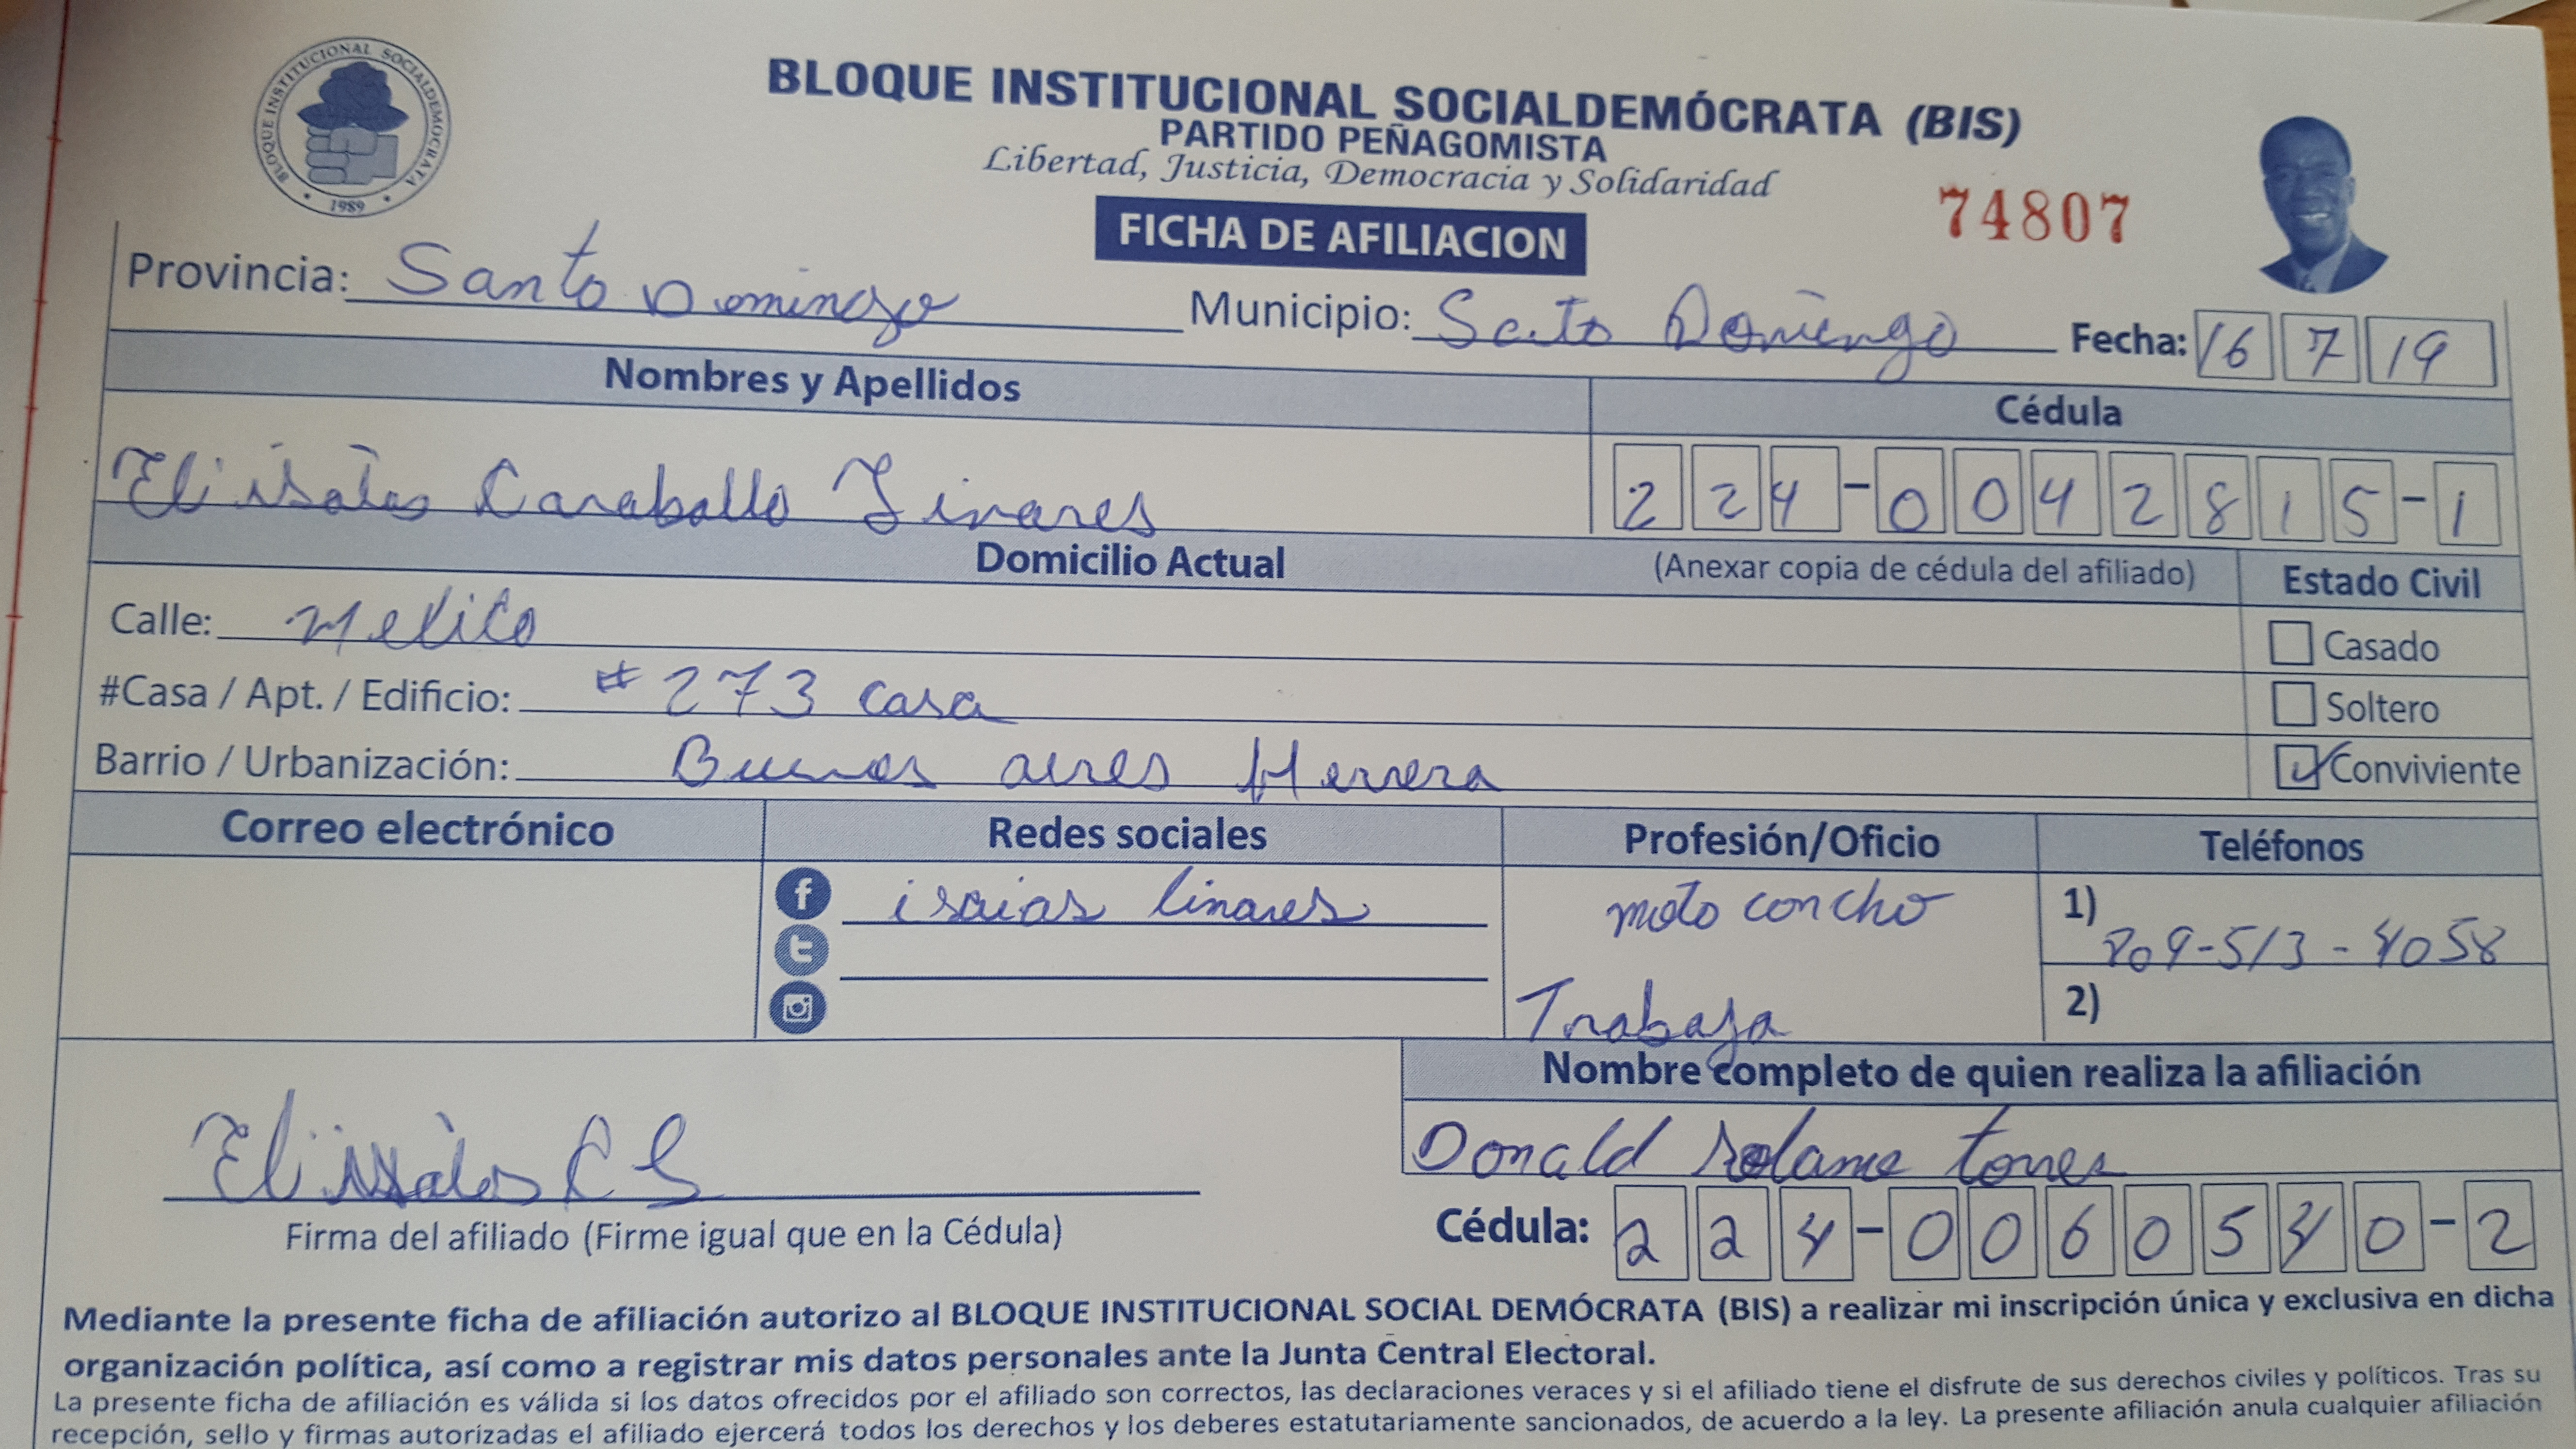 BLOQUE INSTITUCIONAL SOCIALDEMOCRATA
1989
BLOQUE INSTITUCIONAL SOCIALDEMÓCRATA (BIS)
PARTIDO PEÑAGOMISTA
Libertad, Justicia, Democracia y Solidaridad
FICHA DE AFILIACION
74807
Provincia: Santo Domingo Municipio: Santo Domingo Fecha: 16 7 19
Nombres y Apellidos Cédula
Caraballo Linares 224-0042815-1
Domicilio Actual (Anexar copia de cédula del afiliado) Estado Civil
Calle: Casado
#Casa / Apt. / Edificio: #273 casa Soltero
Barrio / Urbanización: Buenos aires Herrera Conviviente
Correo electrónico Redes sociales Profesión/Oficio Teléfonos
isaias linares moto concho 1) 809-513-4058
Trabaja 2)
Nombre completo de quien realiza la afiliación
Donald
Firma del afiliado (Firme igual que en la Cédula) Cédula: 224-0060540-2
Mediante la presente ficha de afiliación autorizo al BLOQUE INSTITUCIONAL SOCIAL DEMÓCRATA (BIS) a realizar mi inscripción única y exclusiva en dicha
organización política, así como a registrar mis datos personales ante la Junta Central Electoral.
La presente ficha de afiliación es válida si los datos ofrecidos por el afiliado son correctos, las declaraciones veraces y si el afiliado tiene el disfrute de sus derechos civiles y políticos. Tras su
recepción, sello y firmas autorizadas el afiliado ejercerá todos los derechos y los deberes estatutariamente sancionados, de acuerdo a la ley. La presente afiliación anula cualquier afiliación